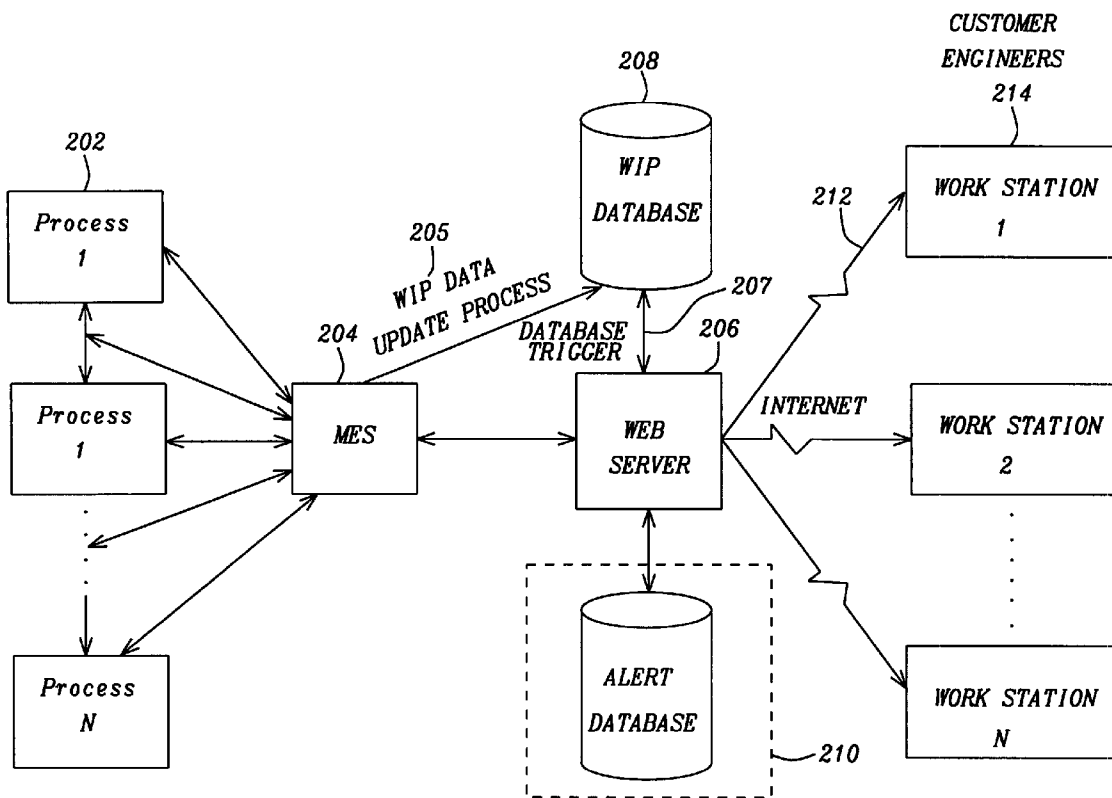 CUSTOMER
ENGINEERS
214
208
202
WIP
DATABASE
WORK STATION
1
Process
1
212
205
WIP DATA
UPDATE PROCESS
207
DATABASE
TRIGGER
206
204
Process
1
MES
WEB
SERVER
INTERNET
WORK STATION
2
Process
N
ALERT
DATABASE
WORK STATION
N
210